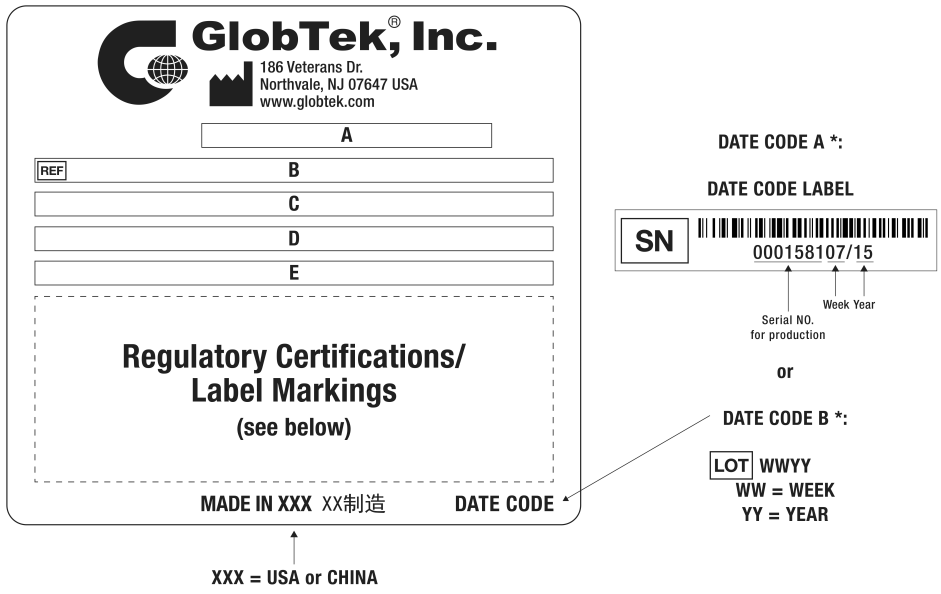 GlobTek, Inc.®
186 Veterans Dr.
Northvale, NJ 07647 USA
www.globtek.com
A
REF B
C
D
E
Regulatory Certifications/
Label Markings
(see below)
MADE IN XXX XX制造 DATE CODE
XXX = USA or CHINA
DATE CODE A *:
DATE CODE LABEL
SN
000158107/15
Week Year
Serial NO.
for production
or
DATE CODE B *:
LOT WWYY
WW = WEEK
YY = YEAR